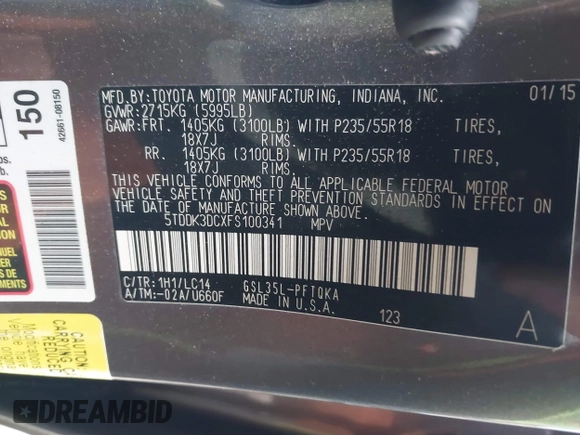 MFD.BY:TOYOTA MOTOR MANUFACTURING, INDIANA, INC. 01/15
GVWR:2715KG (5995LB)
GAWR:FRT. 1405KG (3100LB) WITH P235/55R18 TIRES,
18X7J RIMS.
RR. 1405KG (3100LB) WITH P235/55R18 TIRES,
18X7J RIMS.
THIS VEHICLE CONFORMS TO ALL APPLICABLE FEDERAL MOTOR
VEHICLE SAFETY AND THEFT PREVENTION STANDARDS IN EFFECT ON
THE DATE OF MANUFACTURE SHOWN ABOVE.
5TDDK3DCXFS100341 MPV
C/TR:1H1/LC14 GSL35L-PFTQKA
A/TM:-02A/U660F MADE IN U.S.A.
123
A
150
42661-08150
CAUTION
CARRYING
REDUCE
DREAMBID